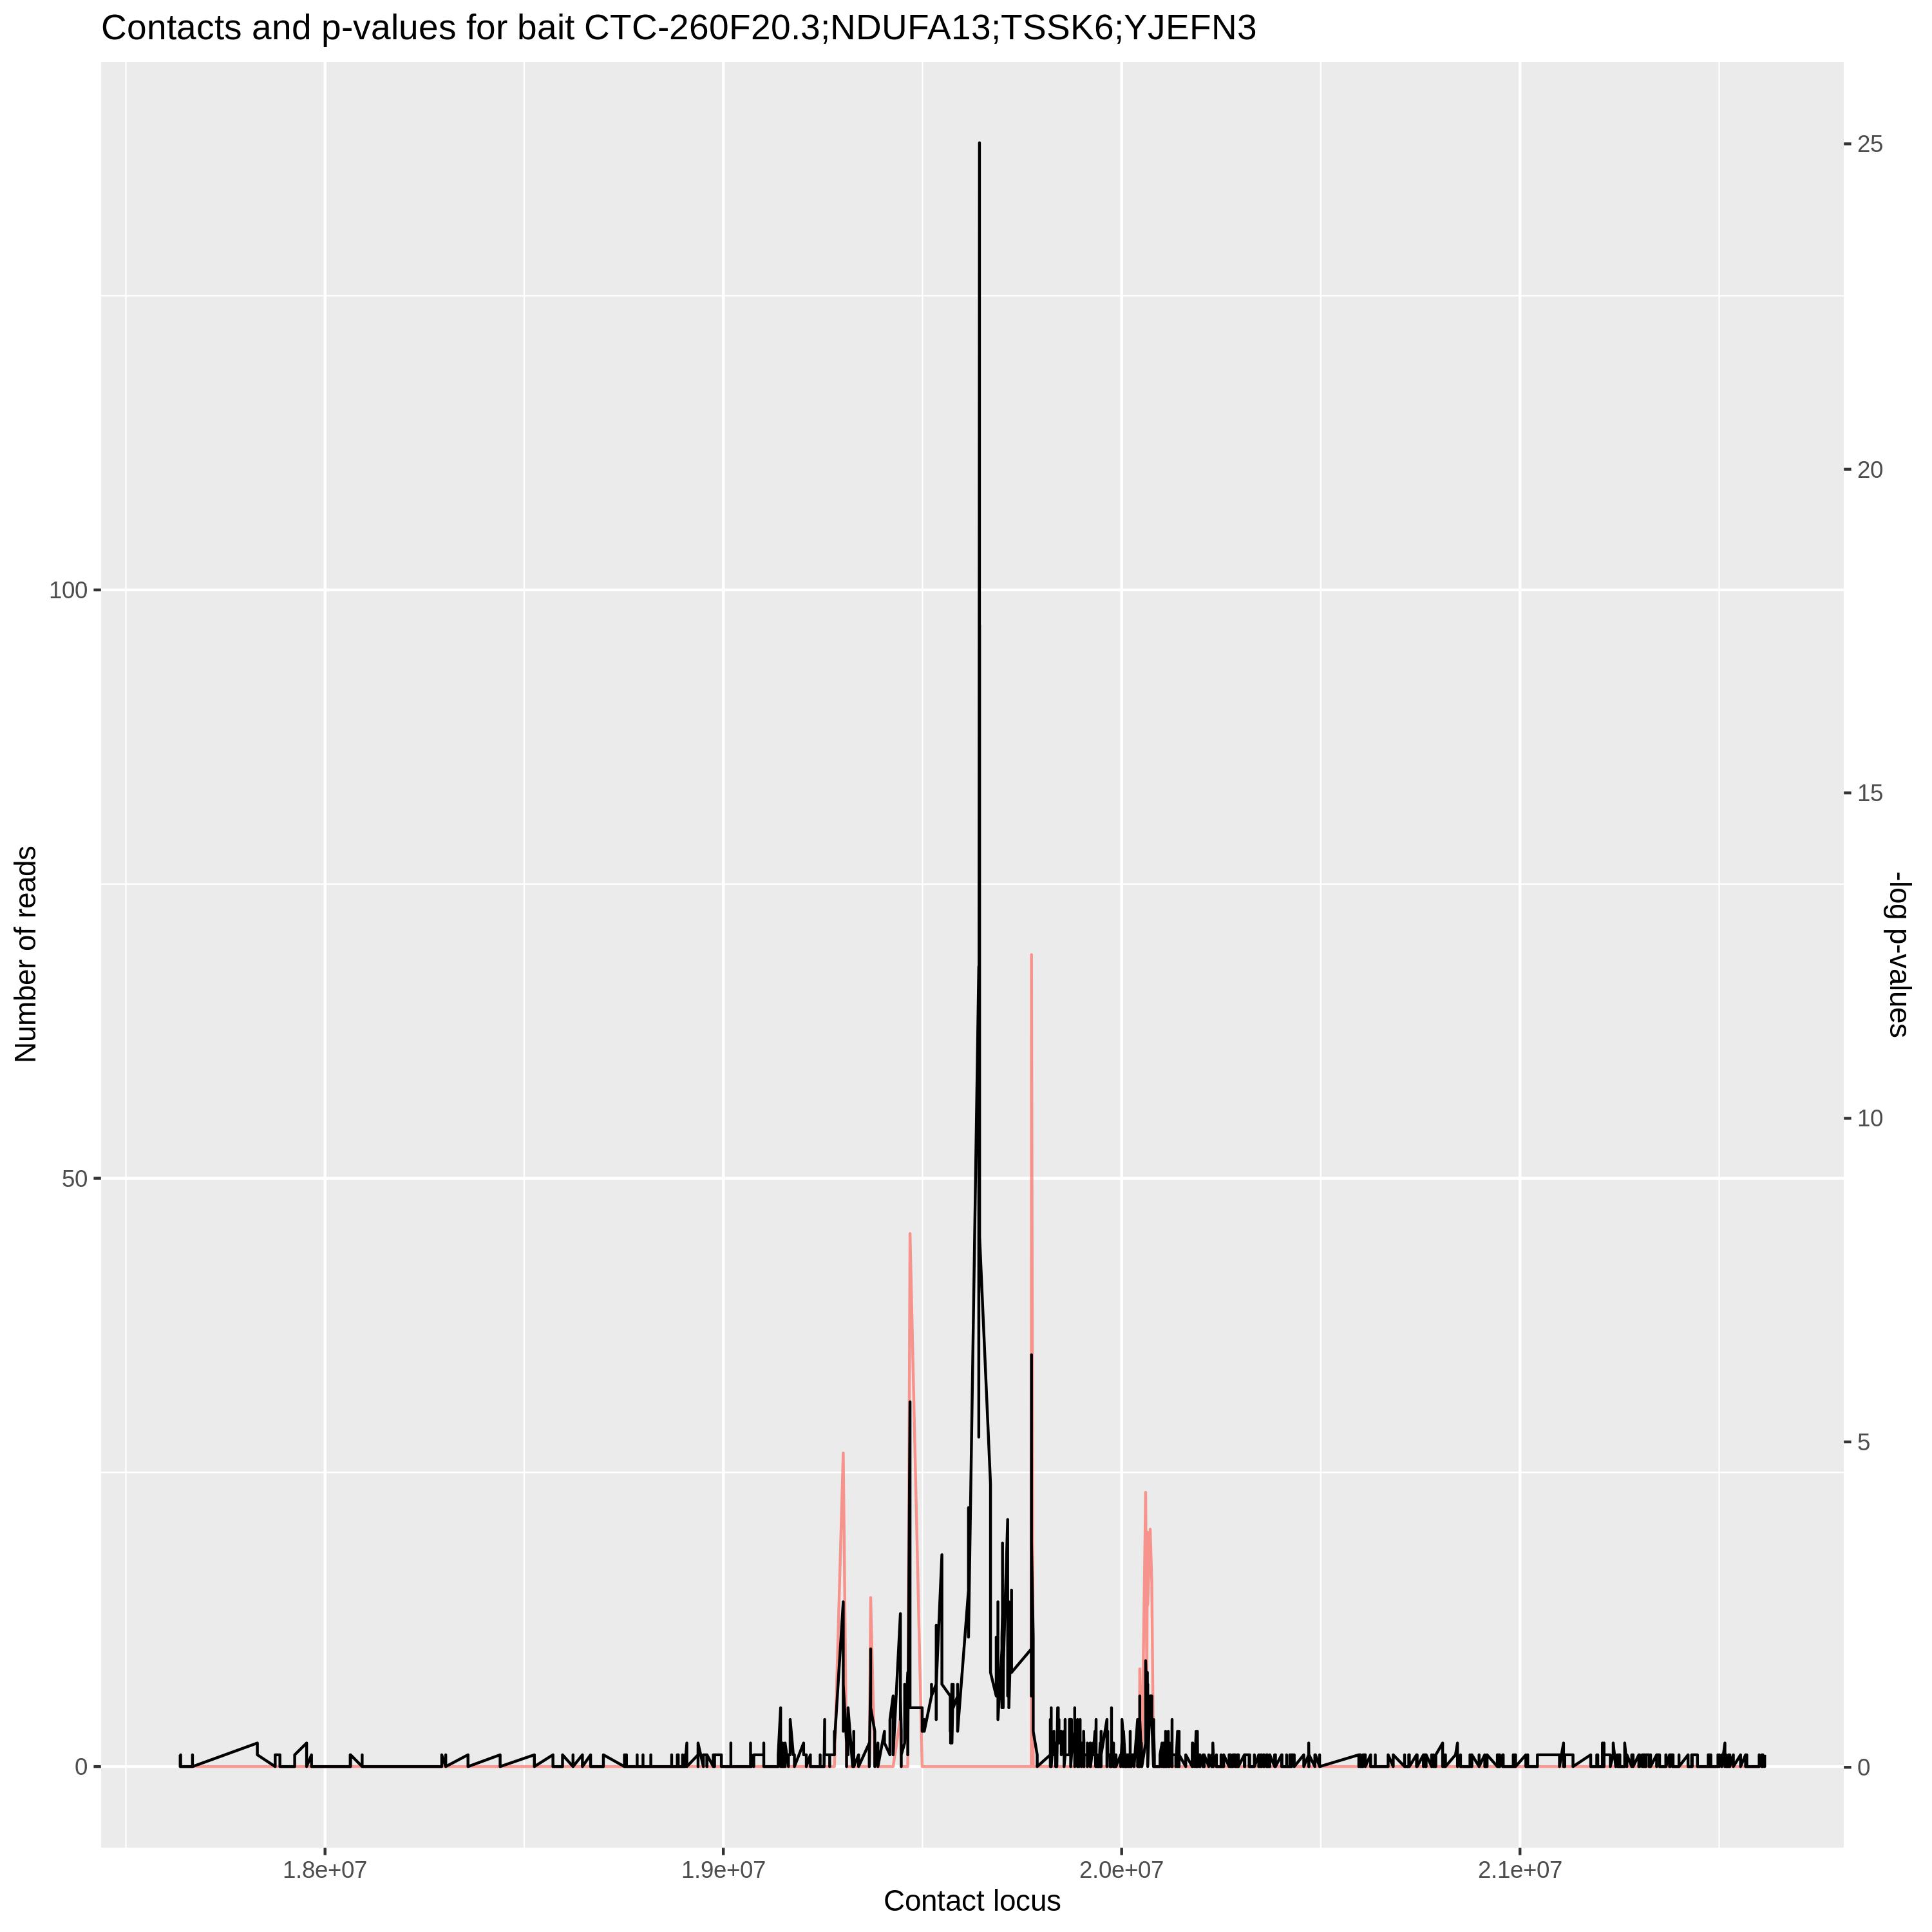 Contacts and p-values for bait CTC-260F20.3;NDUFA13;TSSK6;YJEFN3
25
20
100
15
Number of reads
-log p-values
10
50
5
0
0
1.8e+07
1.9e+07
2.0e+07
2.1e+07
Contact locus